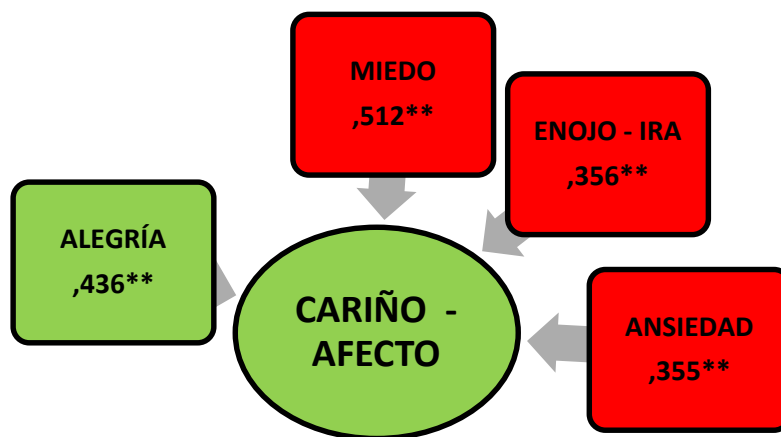 MIEDO
,512**
ENOJO - IRA
,356**
ALEGRÍA
,436**
CARIÑO -
AFECTO
ANSIEDAD
,355**